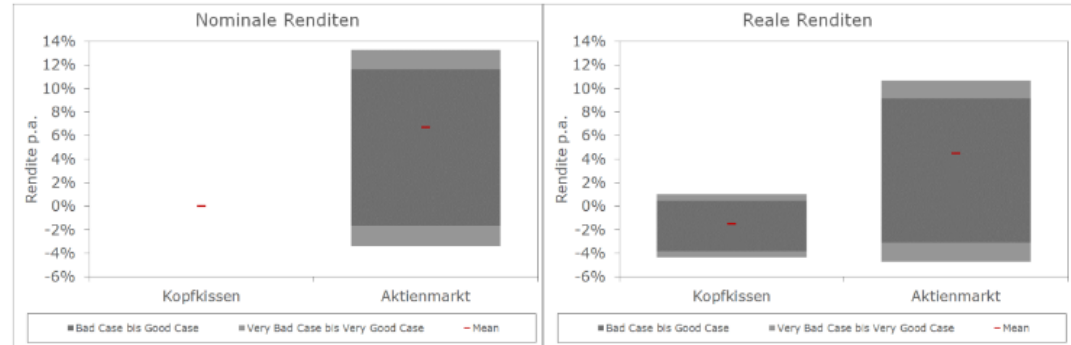 Nominale Renditen
14%
12%
10%
8%
6%
4%
2%
0%
-2%
-4%
-6%
Rendite p.a.
Kopfkissen Aktienmarkt
Bad Case bis Good Case Very Bad Case bis Very Good Case Mean
Reale Renditen
14%
12%
10%
8%
6%
4%
2%
0%
-2%
-4%
-6%
Rendite p.a.
Kopfkissen Aktienmarkt
Bad Case bis Good Case Very Bad Case bis Very Good Case Mean